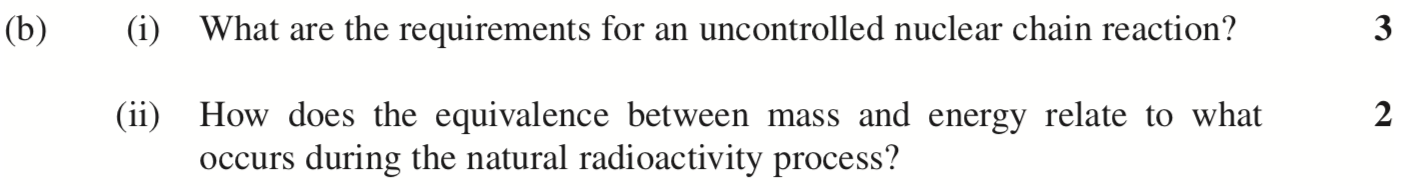 (b) (i) What are the requirements for an uncontrolled nuclear chain reaction? 3
(ii) How does the equivalence between mass and energy relate to what 2
occurs during the natural radioactivity process?